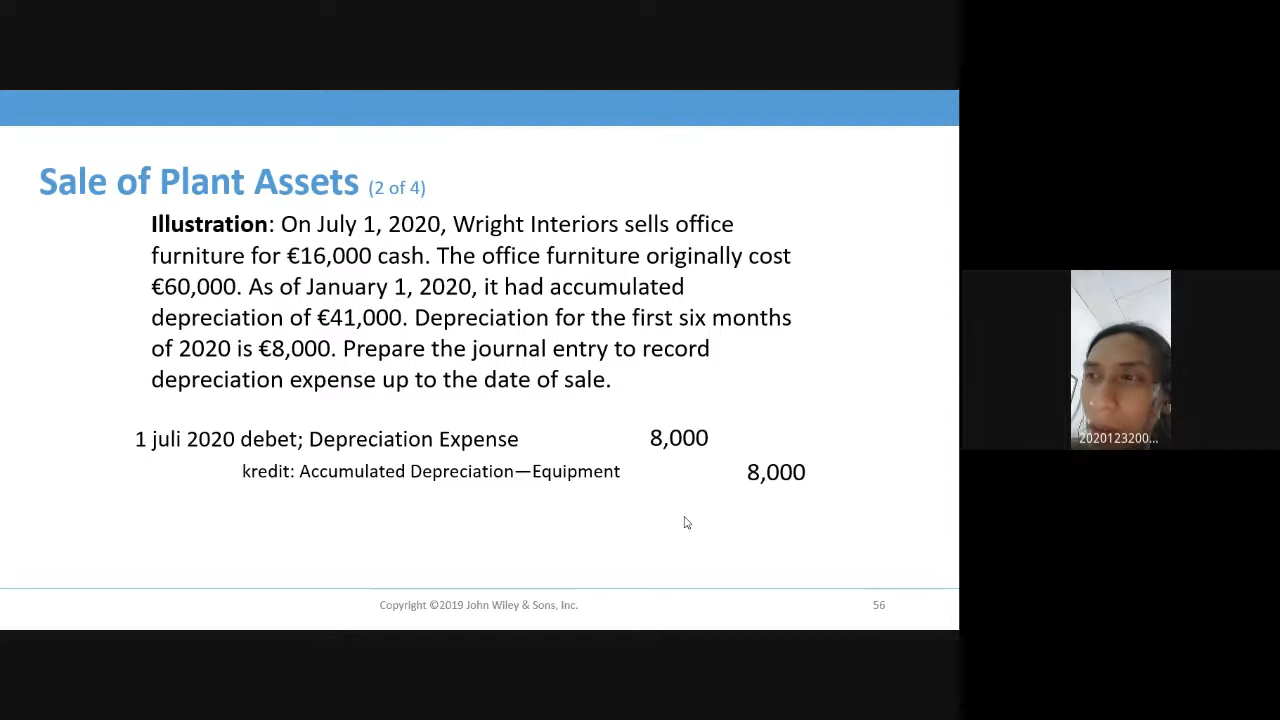 Sale of Plant Assets (2 of 4)
Illustration: On July 1, 2020, Wright Interiors sells office
furniture for €16,000 cash. The office furniture originally cost
€60,000. As of January 1, 2020, it had accumulated
depreciation of €41,000. Depreciation for the first six months
of 2020 is €8,000. Prepare the journal entry to record
depreciation expense up to the date of sale.
1 juli 2020 debet; Depreciation Expense 8,000
kredit: Accumulated Depreciation—Equipment 8,000
Copyright ©2019 John Wiley & Sons, Inc. 56
2020123200...